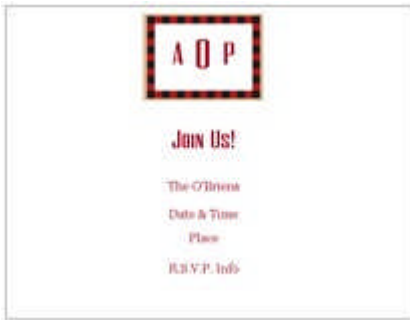 A O P
Join Us!
The O'Briens
Date & Time
Place
R.S.V.P. Info